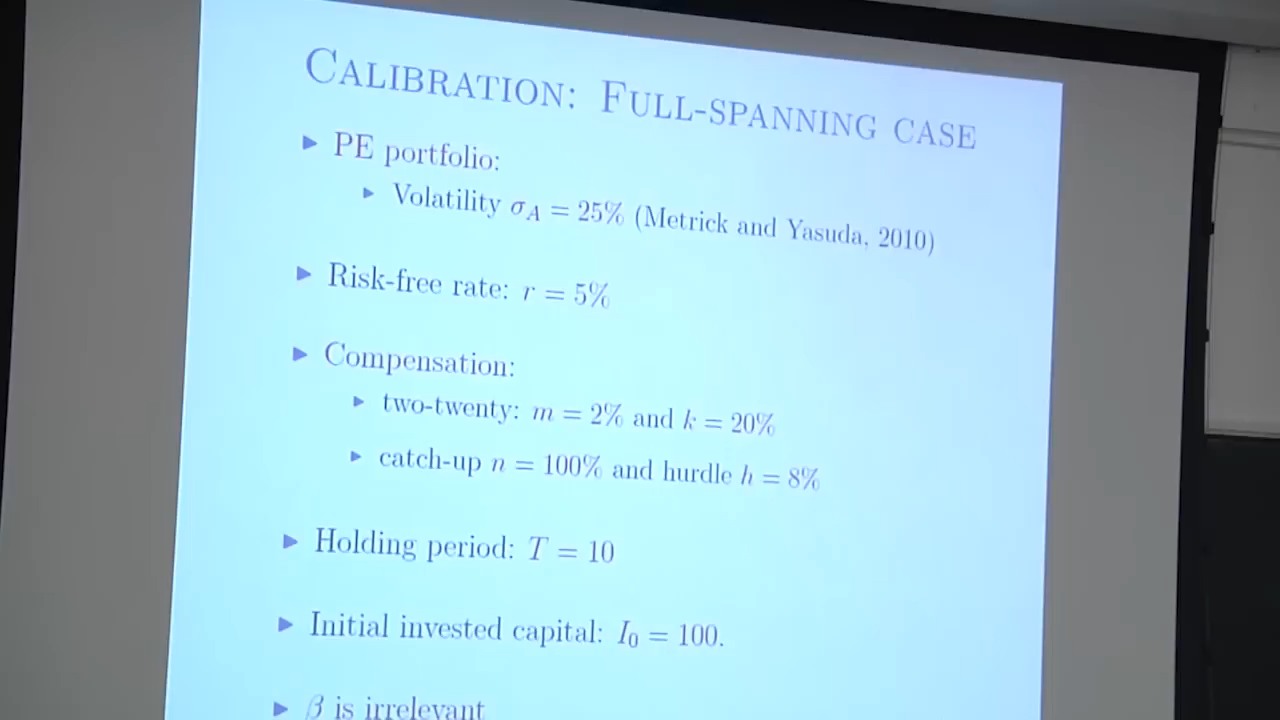 CALIBRATION: FULL-SPANNING CASE
▶ PE portfolio:
▶ Volatility σ_A = 25% (Metrick and Yasuda, 2010)
▶ Risk-free rate: r = 5%
▶ Compensation:
▶ two-twenty: m = 2% and k = 20%
▶ catch-up n = 100% and hurdle h = 8%
▶ Holding period: T = 10
▶ Initial invested capital: I₀ = 100.
▶ β is irrelevant